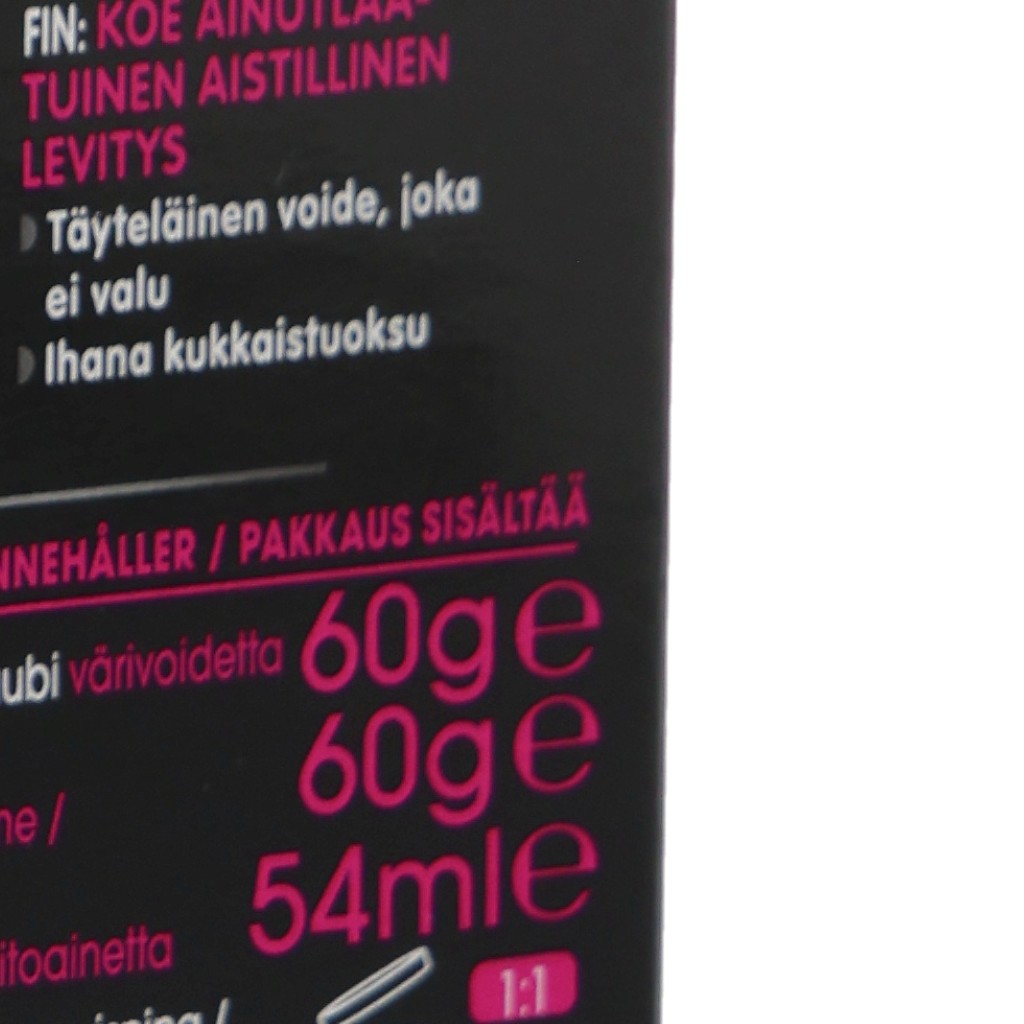 FIN: KOE AINUTLAA-
TUINEN AISTILLINEN
LEVITYS
Täyteläinen voide, joka
ei valu
Ihana kukkaistuoksu
NNEHÅLLER / PAKKAUS SISÄLTÄÄ
ubi värivoidetta 60g e
60g e
ne /
54ml e
itoainetta
1:1